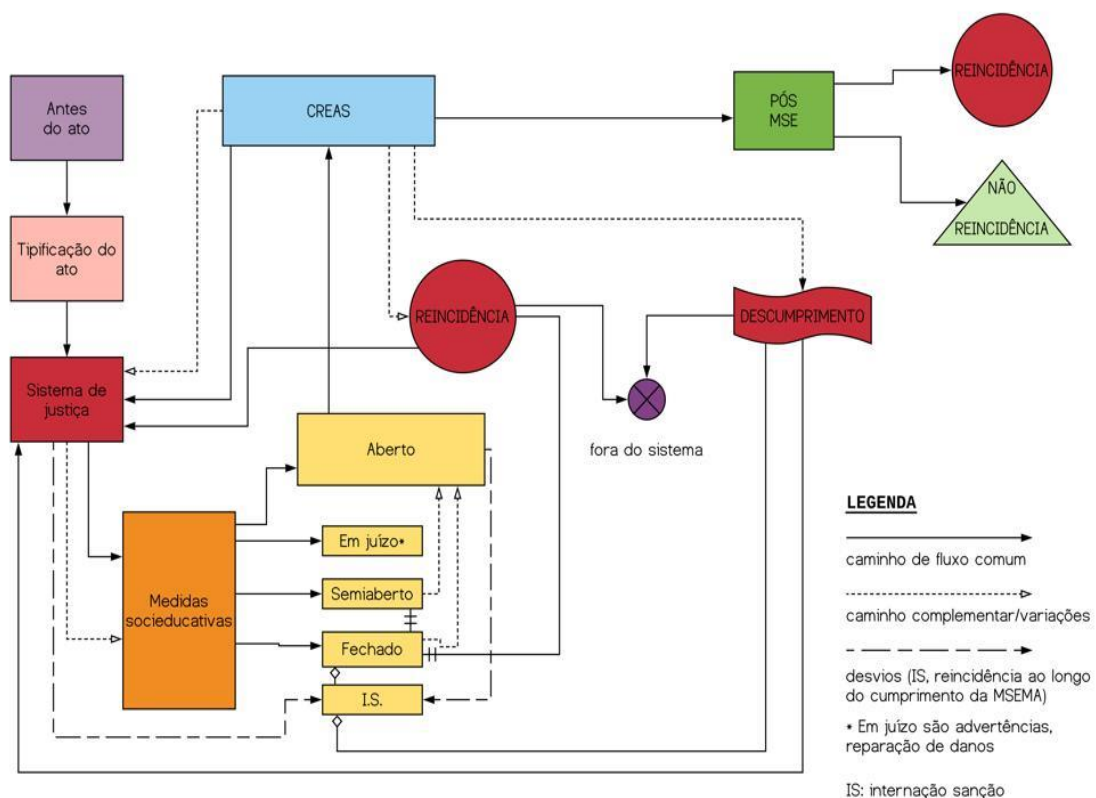 Antes
do ato
CREAS
PÓS
MSE
REINCIDÊNCIA
NÃO
REINCIDÊNCIA
Tipificação do
ato
REINCIDÊNCIA
DESCUMPRIMENTO
Sistema de
justiça
fora do sistema
Aberto
Em juízo*
Medidas
socieducativas
Semiaberto
Fechado
I.S.
LEGENDA
caminho de fluxo comum
caminho complementar/variações
desvios (IS, reincidência ao longo
do cumprimento da MSEMA)
* Em juízo são advertências,
reparação de danos
IS: internação sanção